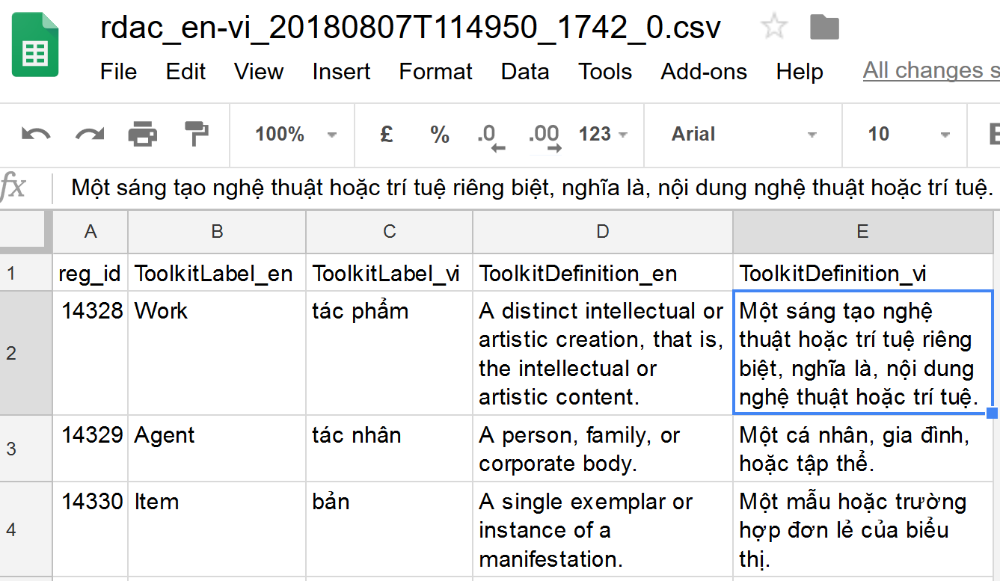 rdac_en-vi_20180807T114950_1742_0.csv
File Edit View Insert Format Data Tools Add-ons Help All changes s
100% £ % .0 .00 123 Arial 10 B
fx Một sáng tạo nghệ thuật hoặc trí tuệ riêng biệt, nghĩa là, nội dung nghệ thuật hoặc trí tuệ.
A B C D E
1 reg_id ToolkitLabel_en ToolkitLabel_vi ToolkitDefinition_en ToolkitDefinition_vi
14328 Work tác phẩm A distinct intellectual or Một sáng tạo nghệ
artistic creation, that is, thuật hoặc trí tuệ riêng
2 the intellectual or biệt, nghĩa là, nội dung
artistic content. nghệ thuật hoặc trí tuệ.
14329 Agent tác nhân A person, family, or Một cá nhân, gia đình,
3 corporate body. hoặc tập thể.
14330 Item bản A single exemplar or Một mẫu hoặc trường
4 instance of a hợp đơn lẻ của biểu
manifestation. thị.